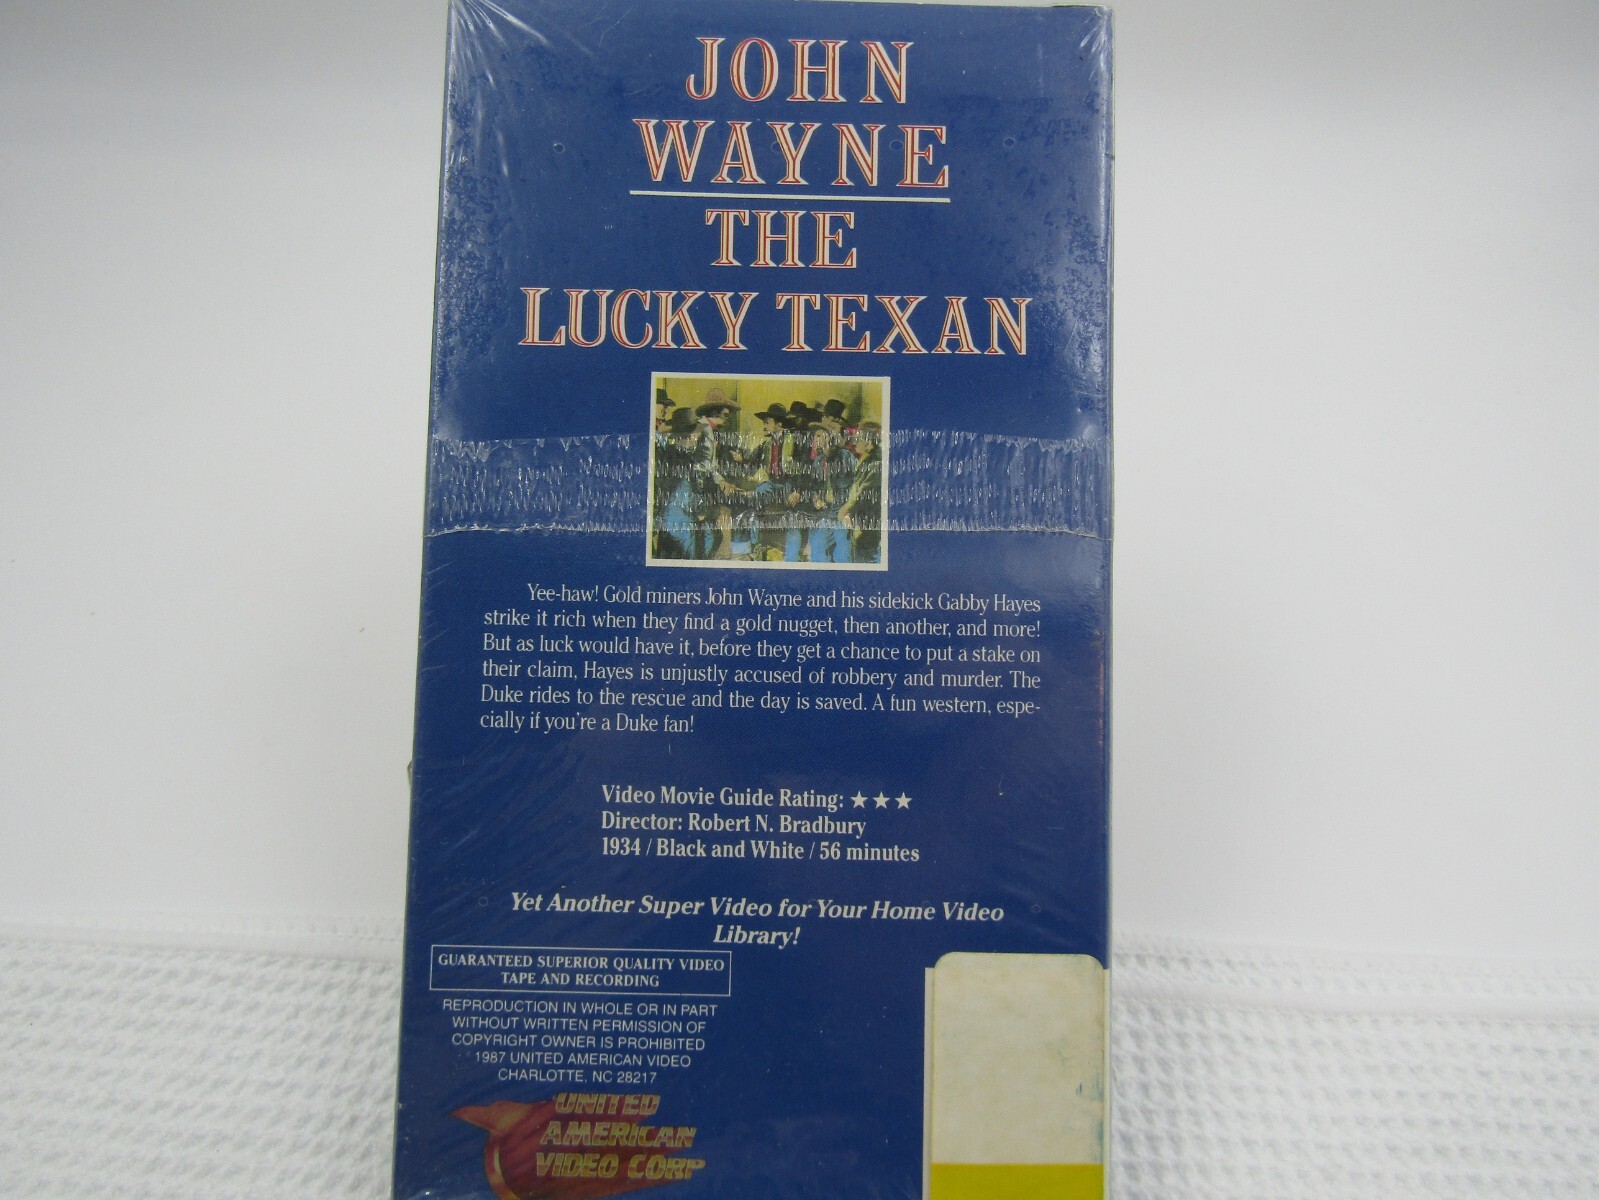 JOHN
WAYNE
THE
LUCKY TEXAN
Yee-haw! Gold miners John Wayne and his sidekick Gabby Hayes
strike it rich when they find a gold nugget, then another, and more!
But as luck would have it, before they get a chance to put a stake on
their claim, Hayes is unjustly accused of robbery and murder. The
Duke rides to the rescue and the day is saved. A fun western, espe-
cially if you're a Duke fan!
Video Movie Guide Rating: ★★★
Director: Robert N. Bradbury
1934 / Black and White / 56 minutes
Yet Another Super Video for Your Home Video
Library!
GUARANTEED SUPERIOR QUALITY VIDEO
TAPE AND RECORDING
REPRODUCTION IN WHOLE OR IN PART
WITHOUT WRITTEN PERMISSION OF
COPYRIGHT OWNER IS PROHIBITED
1987 UNITED AMERICAN VIDEO
CHARLOTTE, NC 28217
UNITED
AMERICAN
VIDEO CORP